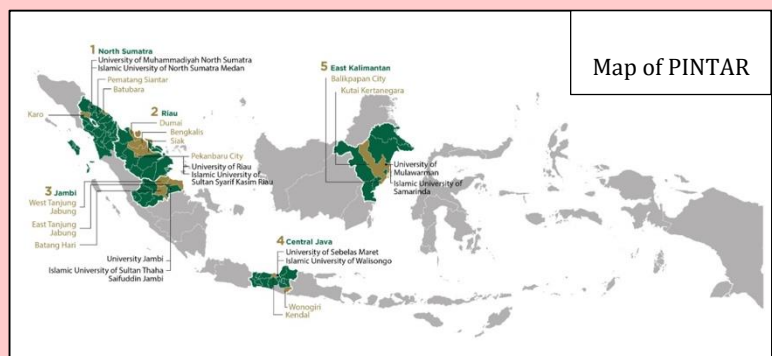 Map of PINTAR
1 North Sumatra
University of Muhammadiyah North Sumatra
Islamic University of North Sumatra Medan
Pematang Siantar
Batubara
Karo
2 Riau
Dumai
Bengkalis
Siak
Pekanbaru City
University of Riau
Islamic University of
Sultan Syarif Kasim Riau
3 Jambi
West Tanjung
Jabung
East Tanjung
Jabung
Batang Hari
University Jambi
Islamic University of Sultan Thaha
Saifuddin Jambi
4 Central Java
University of Sebelas Maret
Islamic University of Walisongo
Wonogiri
Kendal
5 East Kalimantan
Balikpapan City
Kutai Kertanegara
University of
Mulawarman
Islamic University of
Samarinda